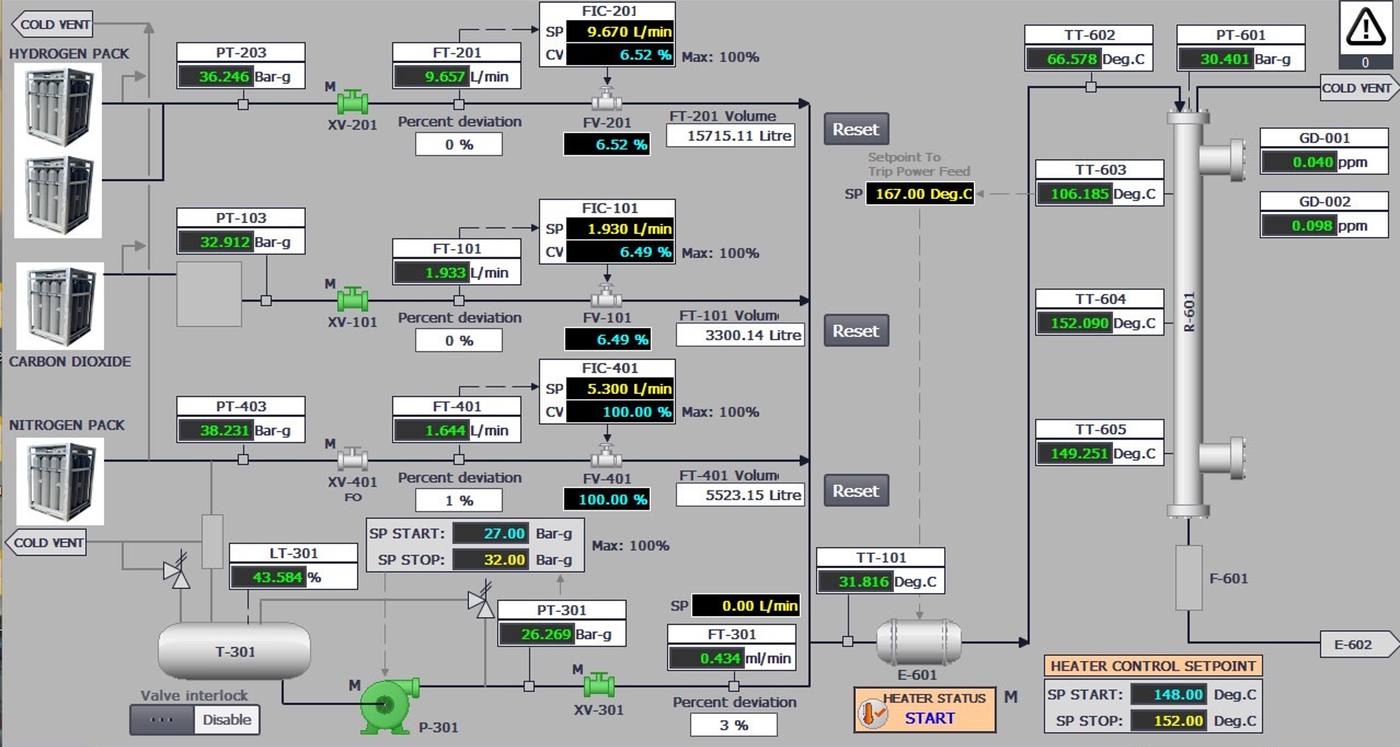 COLD VENT
HYDROGEN PACK
PT-203
36.246 Bar-g
M
XV-201
FT-201
9.657 L/min
Percent deviation
0 %
FIC-201
SP 9.670 L/min
CV 6.52 %
Max: 100%
FV-201
6.52 %
FT-201 Volume
15715.11 Litre
Reset
PT-103
32.912 Bar-g
M
XV-101
FT-101
1.933 L/min
Percent deviation
0 %
FIC-101
SP 1.930 L/min
CV 6.49 %
Max: 100%
FV-101
6.49 %
FT-101 Volum
3300.14 Litre
Reset
CARBON DIOXIDE
NITROGEN PACK
PT-403
38.231 Bar-g
M
XV-401
FO
FT-401
1.644 L/min
Percent deviation
1 %
FIC-401
SP 5.300 L/min
CV 100.00 %
Max: 100%
FV-401
100.00 %
FT-401 Volum
5523.15 Litre
Reset
COLD VENT
LT-301
43.584 %
SP START: 27.00 Bar-g
SP STOP: 32.00 Bar-g
Max: 100%
T-301
Valve interlock
Disable
M
P-301
PT-301
26.269 Bar-g
M
XV-301
SP 0.00 L/min
FT-301
0.434 ml/min
Percent deviation
3 %
Setpoint To
Trip Power Feed
SP 167.00 Deg.C
TT-101
31.816 Deg.C
E-601
HEATER STATUS
START
M
TT-602
66.578 Deg.C
PT-601
30.401 Bar-g
0
COLD VENT
TT-603
106.185 Deg.C
TT-604
152.090 Deg.C
TT-605
149.251 Deg.C
R-601
GD-001
0.040 ppm
GD-002
0.098 ppm
F-601
E-602
HEATER CONTROL SETPOINT
SP START: 148.00 Deg.C
SP STOP: 152.00 Deg.C